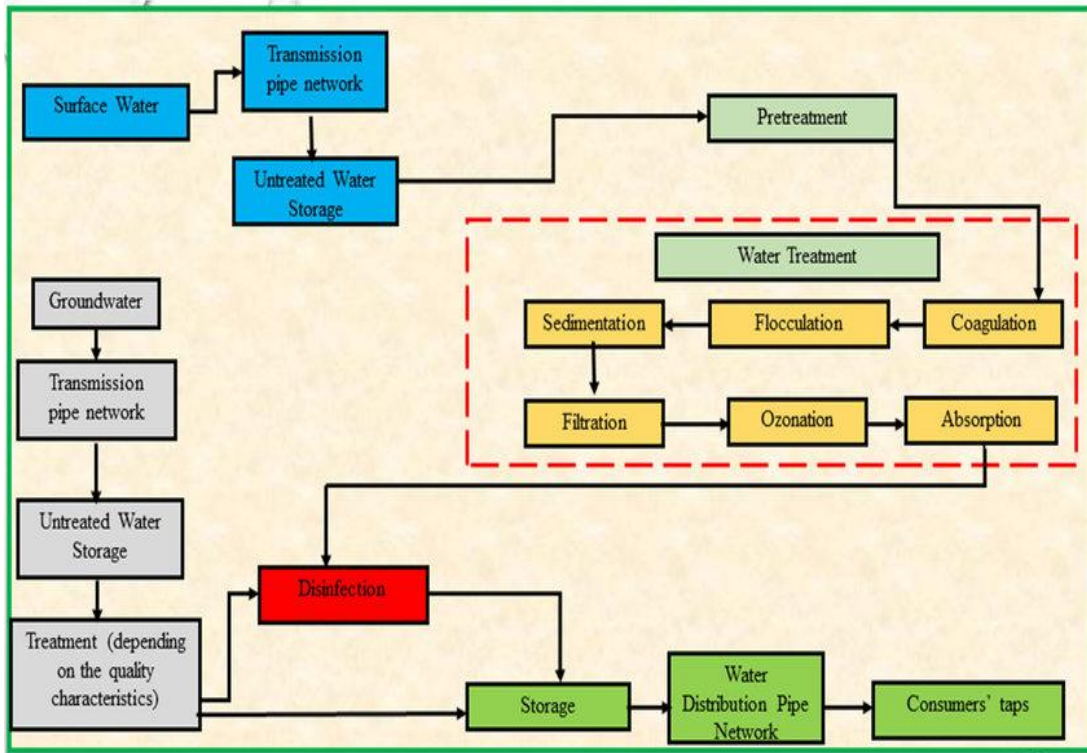 Transmission
pipe network
Surface Water
Pretreatment
Untreated Water
Storage
Water Treatment
Groundwater
Sedimentation
Flocculation
Coagulation
Transmission
pipe network
Filtration
Ozonation
Absorption
Untreated Water
Storage
Disinfection
Treatment (depending
on the quality
characteristics)
Storage
Water
Distribution Pipe
Network
Consumers’ taps